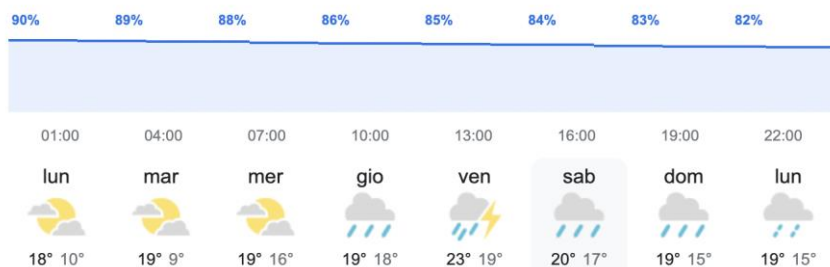 90% 89% 88% 86% 85% 84% 83% 82%
01:00 04:00 07:00 10:00 13:00 16:00 19:00 22:00
lun mar mer gio ven sab dom lun
18° 10° 19° 9° 19° 16° 19° 18° 23° 19° 20° 17° 19° 15° 19° 15°